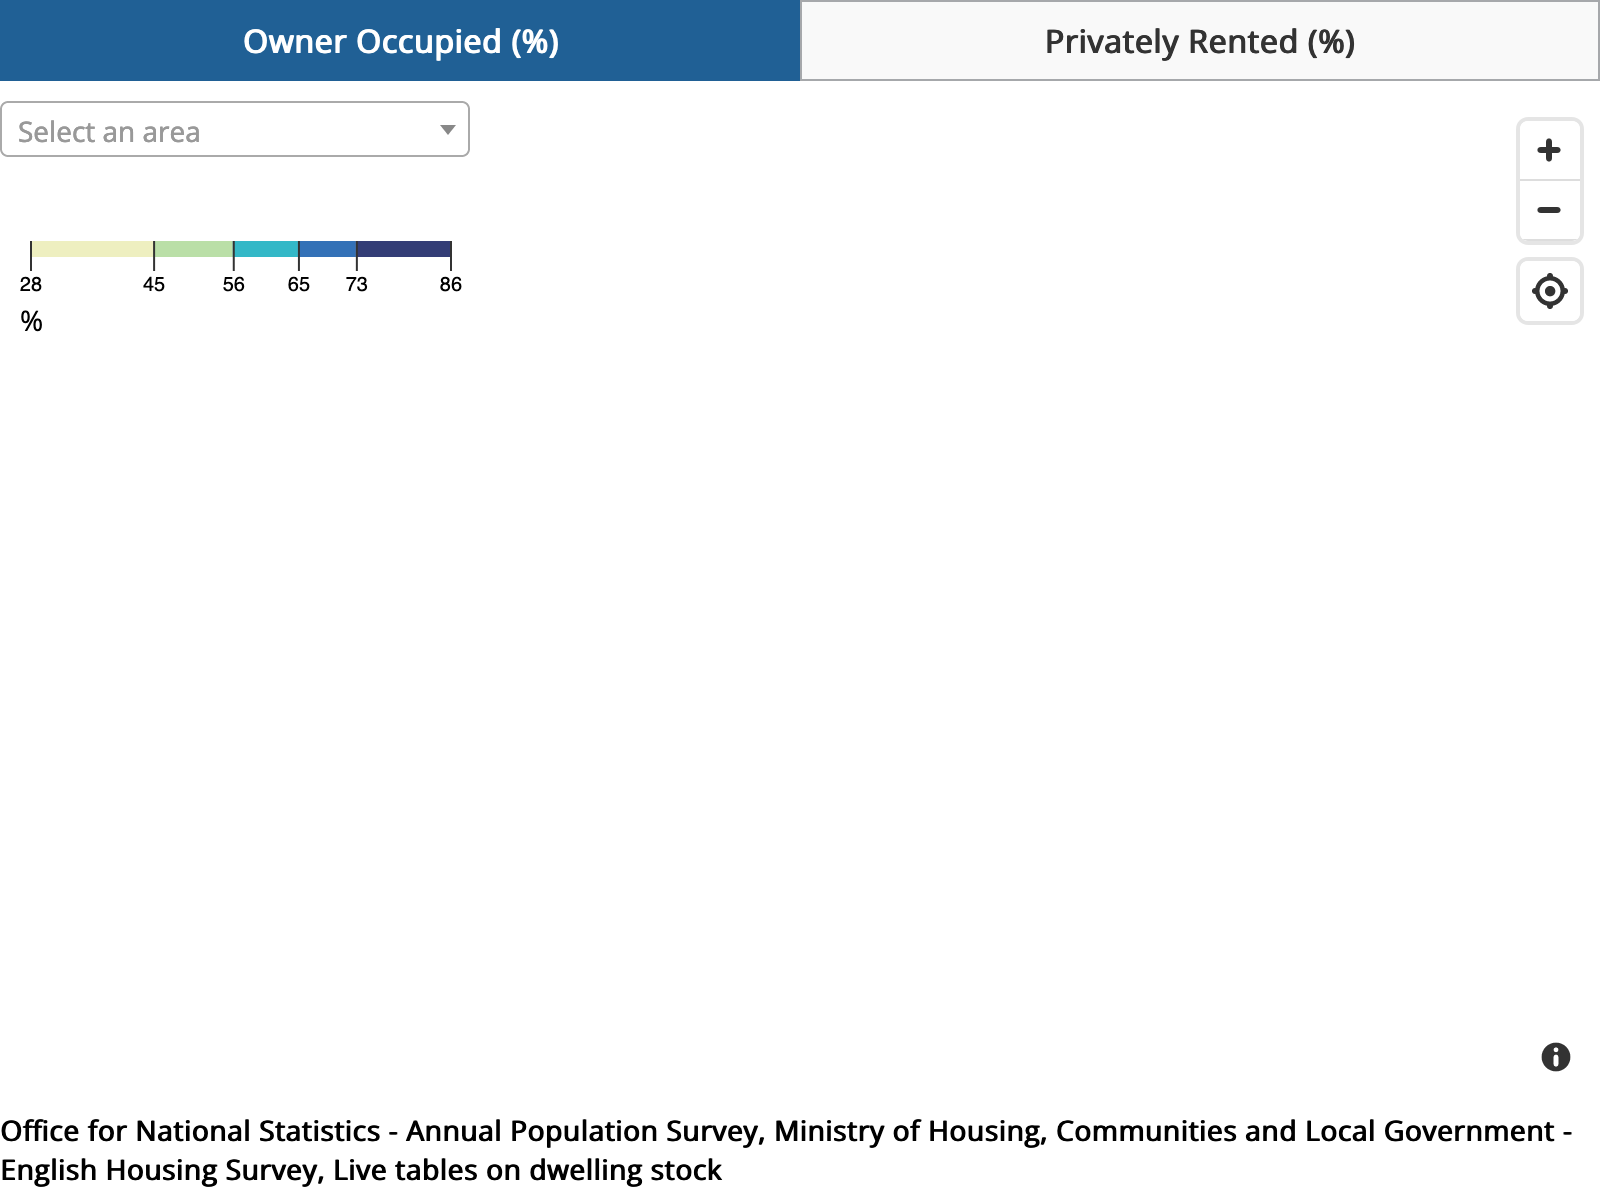 Owner Occupied (%)
Privately Rented (%)
Select an area
28 45 56 65 73 86
%
Office for National Statistics - Annual Population Survey, Ministry of Housing, Communities and Local Government -
English Housing Survey, Live tables on dwelling stock